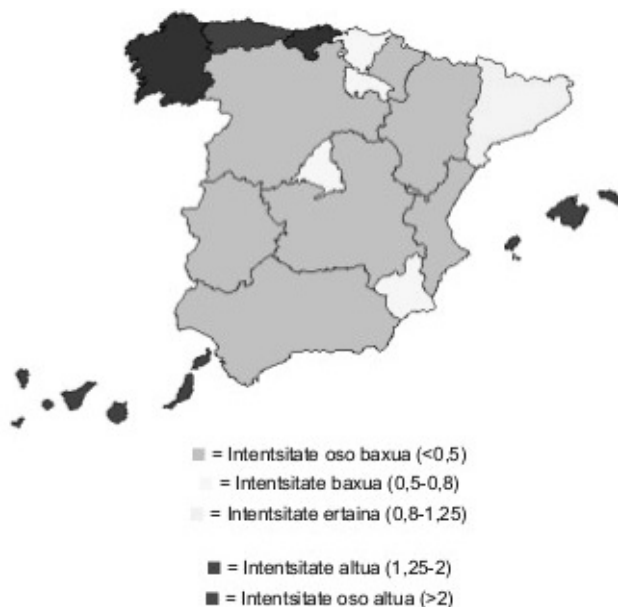 = Intentsitate oso baxua (<0,5)
= Intentsitate baxua (0,5-0,8)
= Intentsitate ertaina (0,8-1,25)
= Intentsitate altua (1,25-2)
= Intentsitate oso altua (>2)